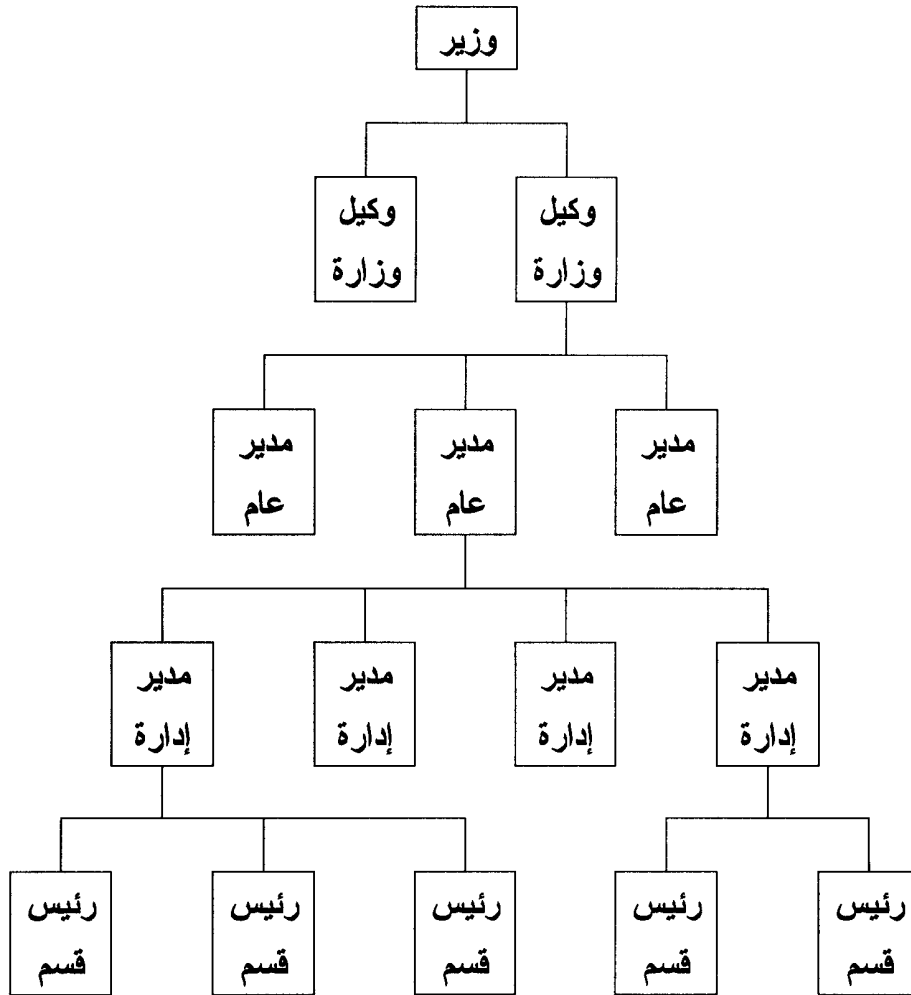 وزير
وكيل
وزارة
وكيل
وزارة
مدير
عام
مدير
عام
مدير
عام
مدير
إدارة
مدير
إدارة
مدير
إدارة
مدير
إدارة
رئيس
قسم
رئيس
قسم
رئيس
قسم
رئيس
قسم
رئيس
قسم